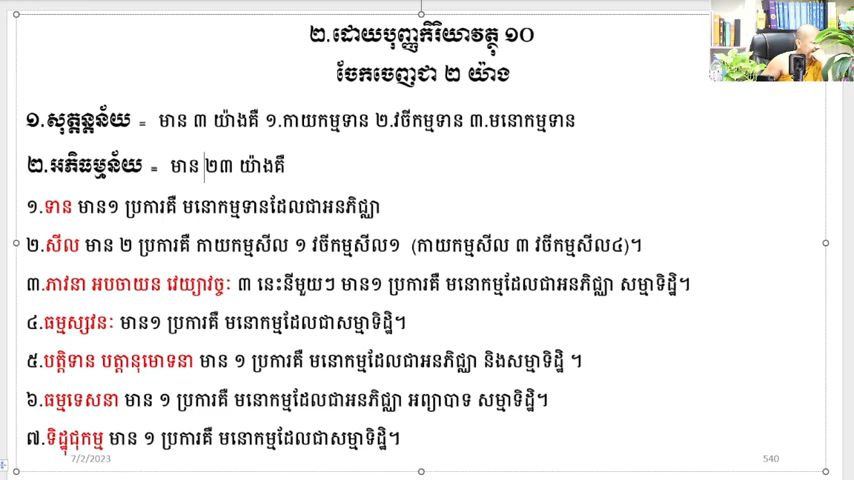 ២.ដោយបុញ្ញកិរិយាវត្ថុ ១០
ចែកចេញជា ២ យ៉ាង
១.សុត្តន្តន័យ = មាន ៣ យ៉ាងគឺ ១.កាយកម្មទាន ២.វចីកម្មទាន ៣.មនោកម្មទាន
២.អភិធម្មន័យ = មាន ២៣ យ៉ាងគឺ
១.ទាន មាន១ ប្រការគឺ មនោកម្មទានដែលជាអនភិជ្ឈា
២.សីល មាន ២ ប្រការគឺ កាយកម្មសីល ១ វចីកម្មសីល១ (កាយកម្មសីល ៣ វចីកម្មសីល៤)។
៣.ភាវនា អបចាយន វេយ្យាវច្ចៈ ៣ នេះនីមួយៗ មាន១ ប្រការគឺ មនោកម្មដែលជាអនភិជ្ឈា សម្មាទិដ្ឋិ។
៤.ធម្មស្សវនៈ មាន១ ប្រការគឺ មនោកម្មដែលជាសម្មាទិដ្ឋិ។
៥.បត្តិទាន បត្តានុមោទនា មាន ១ ប្រការគឺ មនោកម្មដែលជាអនភិជ្ឈា និងសម្មាទិដ្ឋិ ។
៦.ធម្មទេសនា មាន ១ ប្រការគឺ មនោកម្មដែលជាអនភិជ្ឈា អព្យាបាទ សម្មាទិដ្ឋិ។
៧.ទិដ្ឋុជុកម្ម មាន ១ ប្រការគឺ មនោកម្មដែលជាសម្មាទិដ្ឋិ។
7/2/2023 540